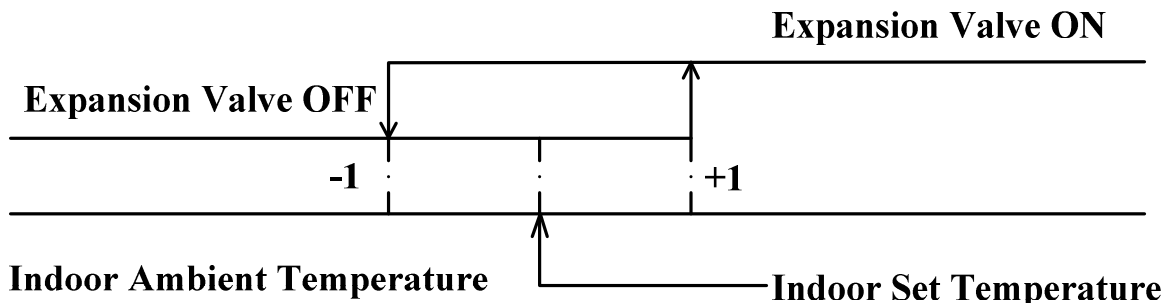 Expansion Valve ON
Expansion Valve OFF
-1
+1
Indoor Ambient Temperature
Indoor Set Temperature